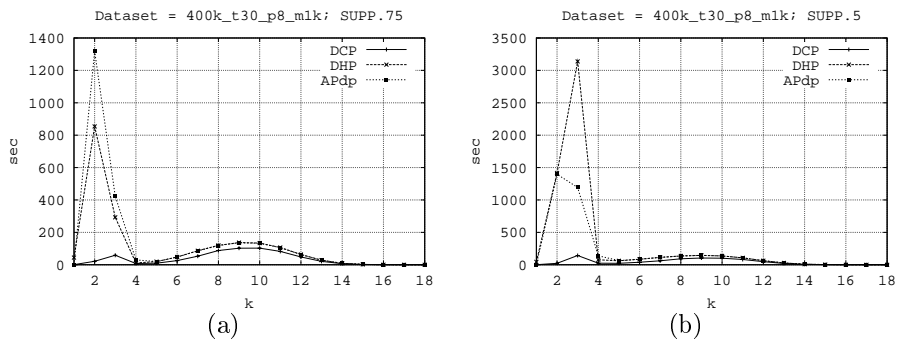 Dataset = 400k_t30_p8_m1k; SUPP.75
1400
1200
1000
800
600
400
200
0
sec
DCP
DHP
APdp
2 4 6 8 10 12 14 16 18
k
(a)
Dataset = 400k_t30_p8_m1k; SUPP.5
3500
3000
2500
2000
1500
1000
500
0
sec
DCP
DHP
APdp
2 4 6 8 10 12 14 16 18
k
(b)